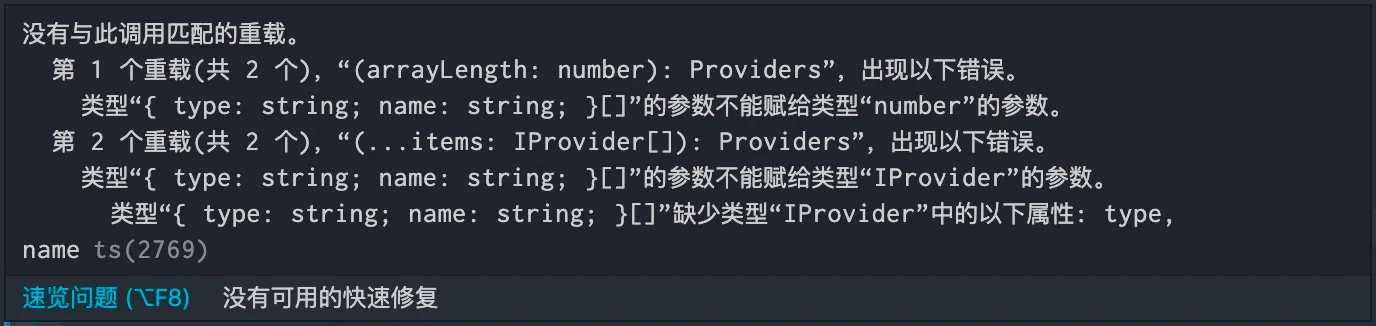 没有与此调用匹配的重载。
第 1 个重载(共 2 个),“(arrayLength: number): Providers”,出现以下错误。
类型“{ type: string; name: string; }[]”的参数不能赋给类型“number”的参数。
第 2 个重载(共 2 个),“(...items: IProvider[]): Providers”,出现以下错误。
类型“{ type: string; name: string; }[]”的参数不能赋给类型“IProvider”的参数。
类型“{ type: string; name: string; }[]”缺少类型“IProvider”中的以下属性: type,
name ts(2769)
速览问题 (⌥F8) 没有可用的快速修复